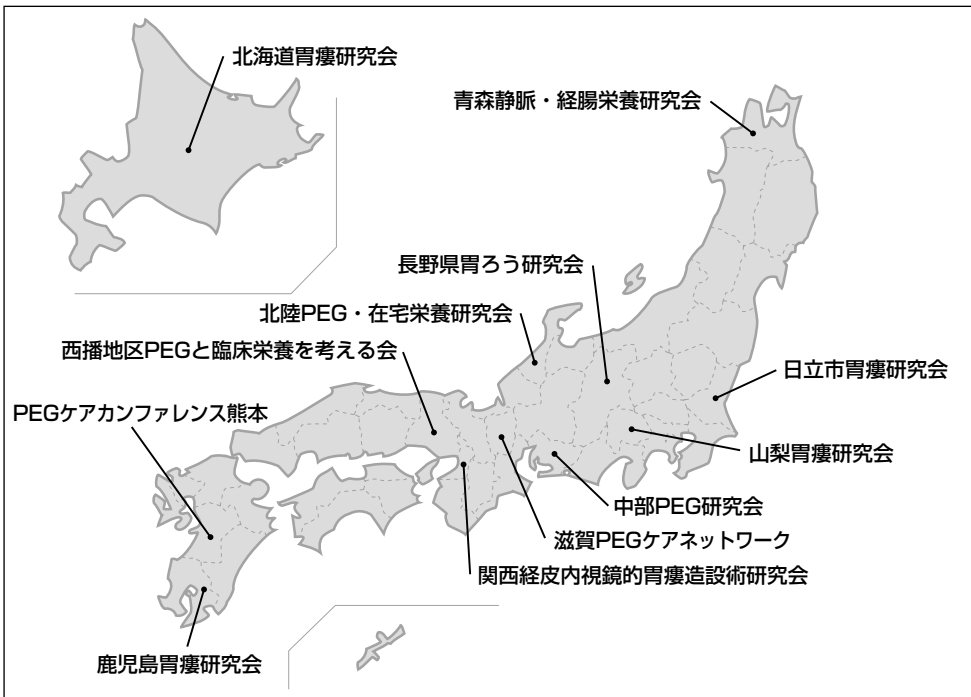 北海道胃瘻研究会
青森静脈・経腸栄養研究会
長野県胃ろう研究会
北陸PEG・在宅栄養研究会
西播地区PEGと臨床栄養を考える会
日立市胃瘻研究会
PEGケアカンファレンス熊本
山梨胃瘻研究会
中部PEG研究会
滋賀PEGケアネットワーク
関西経皮内視鏡的胃瘻造設術研究会
鹿児島胃瘻研究会